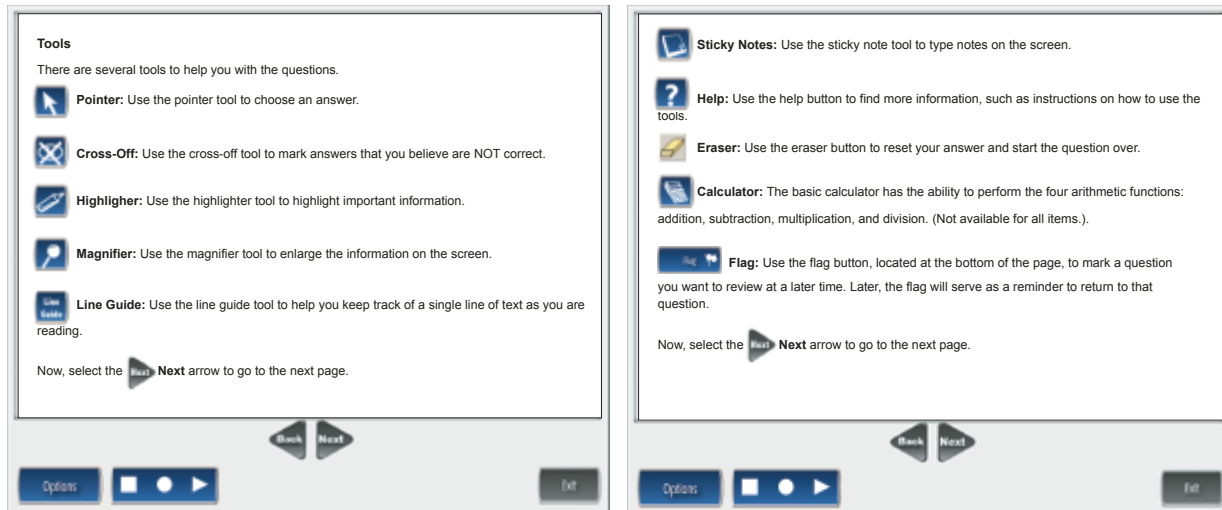 Tools
There are several tools to help you with the questions.
Pointer: Use the pointer tool to choose an answer.
Cross-Off: Use the cross-off tool to mark answers that you believe are NOT correct.
Highligher: Use the highlighter tool to highlight important information.
Magnifier: Use the magnifier tool to enlarge the information on the screen.
Line
Guide
Line Guide: Use the line guide tool to help you keep track of a single line of text as you are
reading.
Now, select the Next Next arrow to go to the next page.
Back Next
Options
Exit
Sticky Notes: Use the sticky note tool to type notes on the screen.
? Help: Use the help button to find more information, such as instructions on how to use the
tools.
Eraser: Use the eraser button to reset your answer and start the question over.
Calculator: The basic calculator has the ability to perform the four arithmetic functions:
addition, subtraction, multiplication, and division. (Not available for all items.).
Flag Flag: Use the flag button, located at the bottom of the page, to mark a question
you want to review at a later time. Later, the flag will serve as a reminder to return to that
question.
Now, select the Next Next arrow to go to the next page.
Back Next
Options
Exit